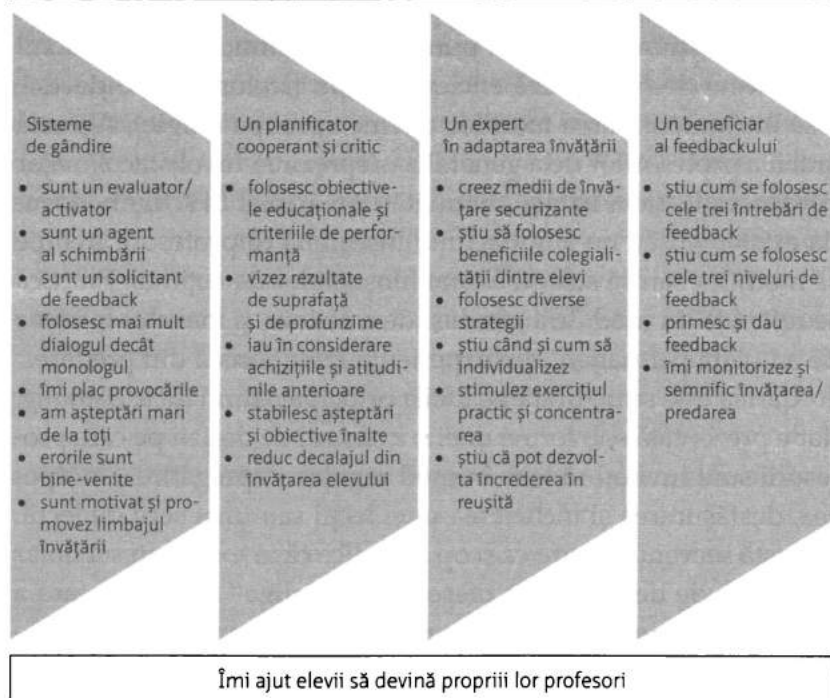 Sisteme
de gândire
• sunt un evaluator/
activator
• sunt un agent
al schimbării
• sunt un solicitant
de feedback
• folosesc mai mult
dialogul decât
monologul
• îmi plac provocările
• am așteptări mari
de la toți
• erorile sunt
bine-venite
• sunt motivat și pro-
movez limbajul
învățării
Un planificator
cooperant și critic
• folosesc obiective-
le educaționale și
criteriile de perfor-
manță
• vizez rezultate
de suprafață
și de profunzime
• iau în considerare
achizițiile și atitudi-
nile anterioare
• stabilesc așteptări
și obiective înalte
• reduc decalajul din
învățarea elevului
Un expert
în adaptarea învățării
• creez medii de învă-
țare securizante
• știu să folosesc
beneficiile colegiali-
tății dintre elevi
• folosesc diverse
strategii
• știu când și cum să
individualizez
• stimulez exercițiul
practic și concentra-
rea
• știu că pot dezvol-
ta încrederea în
reușită
Un beneficiar
al feedbackului
• știu cum se folosesc
cele trei întrebări de
feedback
• știu cum se folosesc
cele trei niveluri de
feedback
• primesc și dau
feedback
• îmi monitorizez și
semnific învățarea/
predarea
Îmi ajut elevii să devină propriii lor profesori